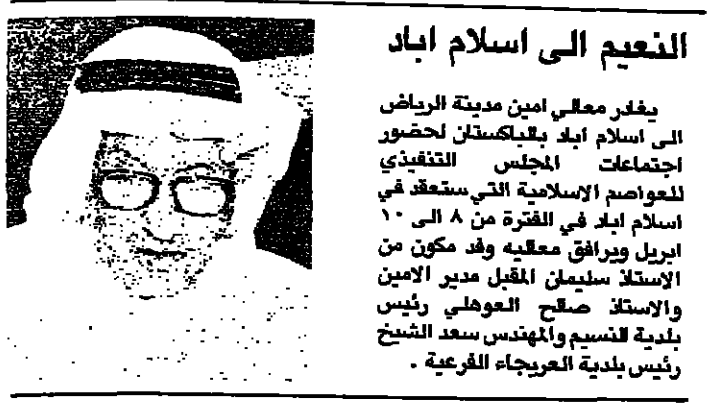 النعيم الى اسلام اباد
يغادر معالي امين مدينة الرياض
الى اسلام اباد بالباكستان لحضور
اجتماعات المجلس التنفيذي
للعواصم الاسلامية التي ستعقد في
اسلام اباد في الفترة من ٨ الى ١٠
ابريل ويرافق معاليه وفد مكون من
الاستاذ سليمان المقبل مدير الامين
والاستاذ صالح العوهلي رئيس
بلدية النسيم والمهندس سعد الشيخ
رئيس بلدية العريجاء الفرعية .